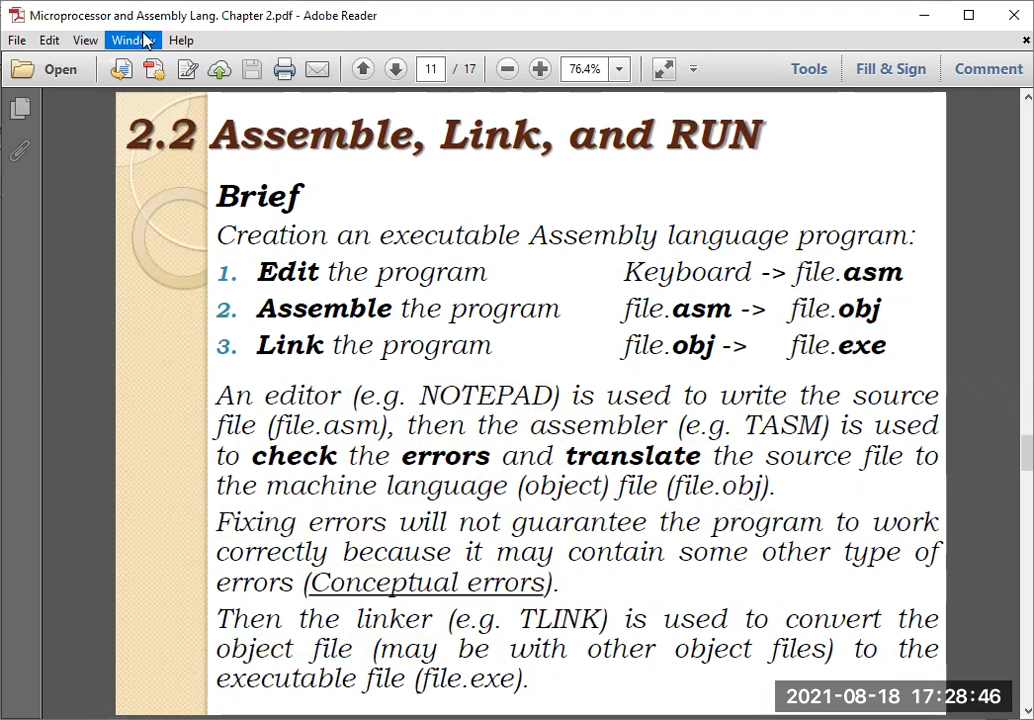 Microprocessor and Assembly Lang. Chapter 2.pdf - Adobe Reader
File Edit View Window Help
Open 11 / 17 76.4% Tools Fill & Sign Comment
2.2 Assemble, Link, and RUN
Brief
Creation an executable Assembly language program:
1. Edit the program Keyboard -> file.asm
2. Assemble the program file.asm -> file.obj
3. Link the program file.obj -> file.exe
An editor (e.g. NOTEPAD) is used to write the source
file (file.asm), then the assembler (e.g. TASM) is used
to check the errors and translate the source file to
the machine language (object) file (file.obj).
Fixing errors will not guarantee the program to work
correctly because it may contain some other type of
errors (Conceptual errors).
Then the linker (e.g. TLINK) is used to convert the
object file (may be with other object files) to the
executable file (file.exe).
2021-08-18 17:28:46